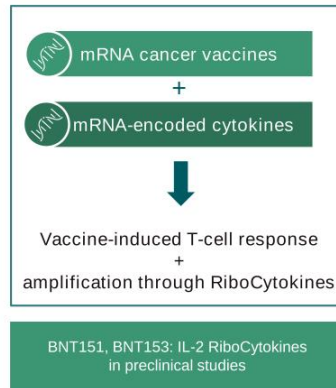 mRNA cancer vaccines
+
mRNA-encoded cytokines
Vaccine-induced T-cell response
+
amplification through RiboCytokines
BNT151, BNT153: IL-2 RiboCytokines
in preclinical studies